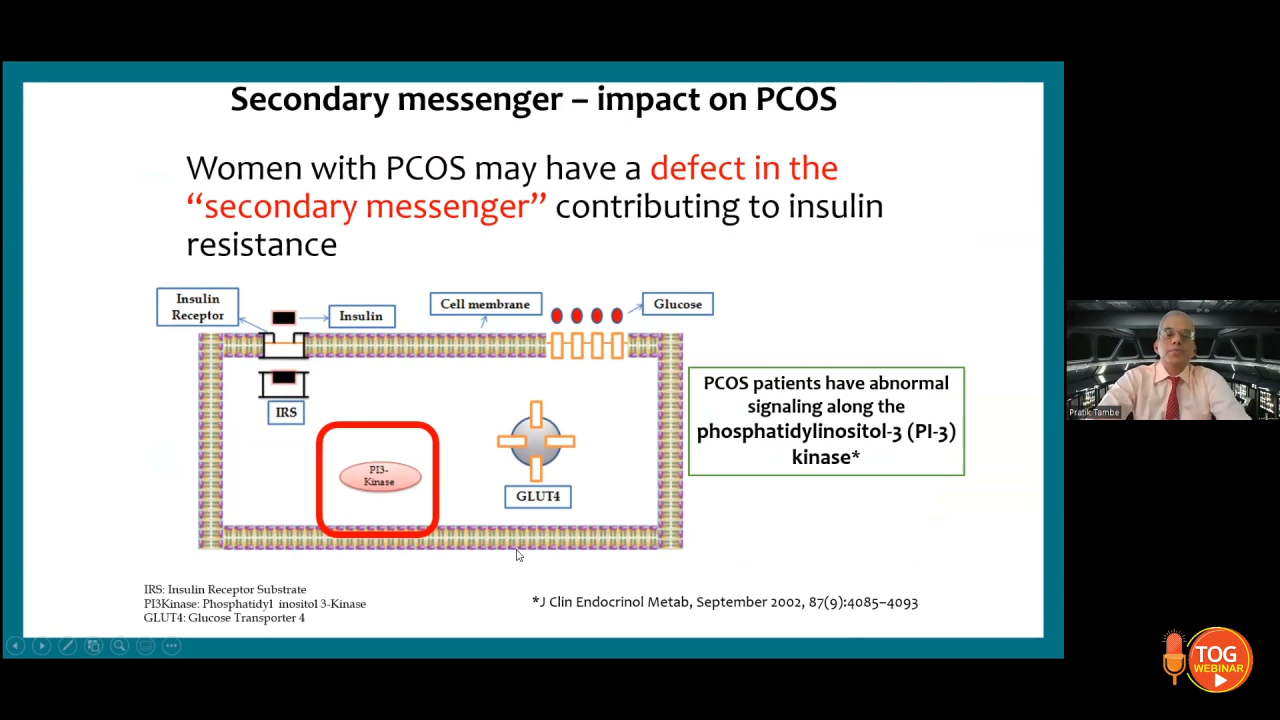 Secondary messenger – impact on PCOS
Women with PCOS may have a defect in the
“secondary messenger” contributing to insulin
resistance
Insulin
Receptor
Insulin
Cell membrane
Glucose
IRS
PI3-
Kinase
GLUT4
PCOS patients have abnormal
signaling along the
phosphatidylinositol-3 (PI-3)
kinase*
IRS: Insulin Receptor Substrate
PI3Kinase: Phosphatidyl inositol 3-Kinase
GLUT4: Glucose Transporter 4
*J Clin Endocrinol Metab, September 2002, 87(9):4085–4093
Pratik Tambe
TOG
WEBINAR